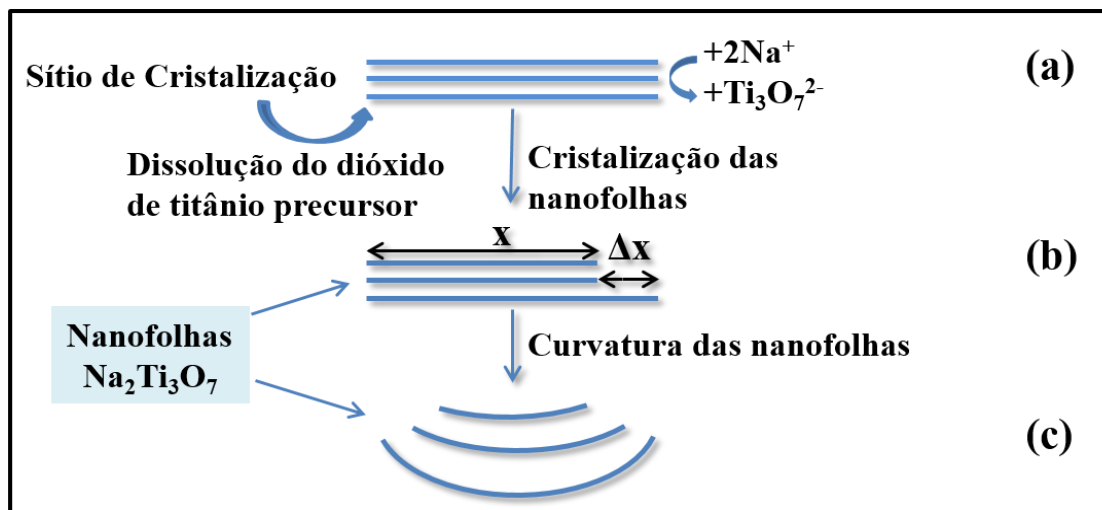 +2Na⁺
(a)
Sítio de Cristalização
+Ti₃O₇²⁻
Dissolução do dióxido
de titânio precursor
Cristalização das
nanofolhas
x
Δx
(b)
Nanofolhas
Na₂Ti₃O₇
Curvatura das nanofolhas
(c)